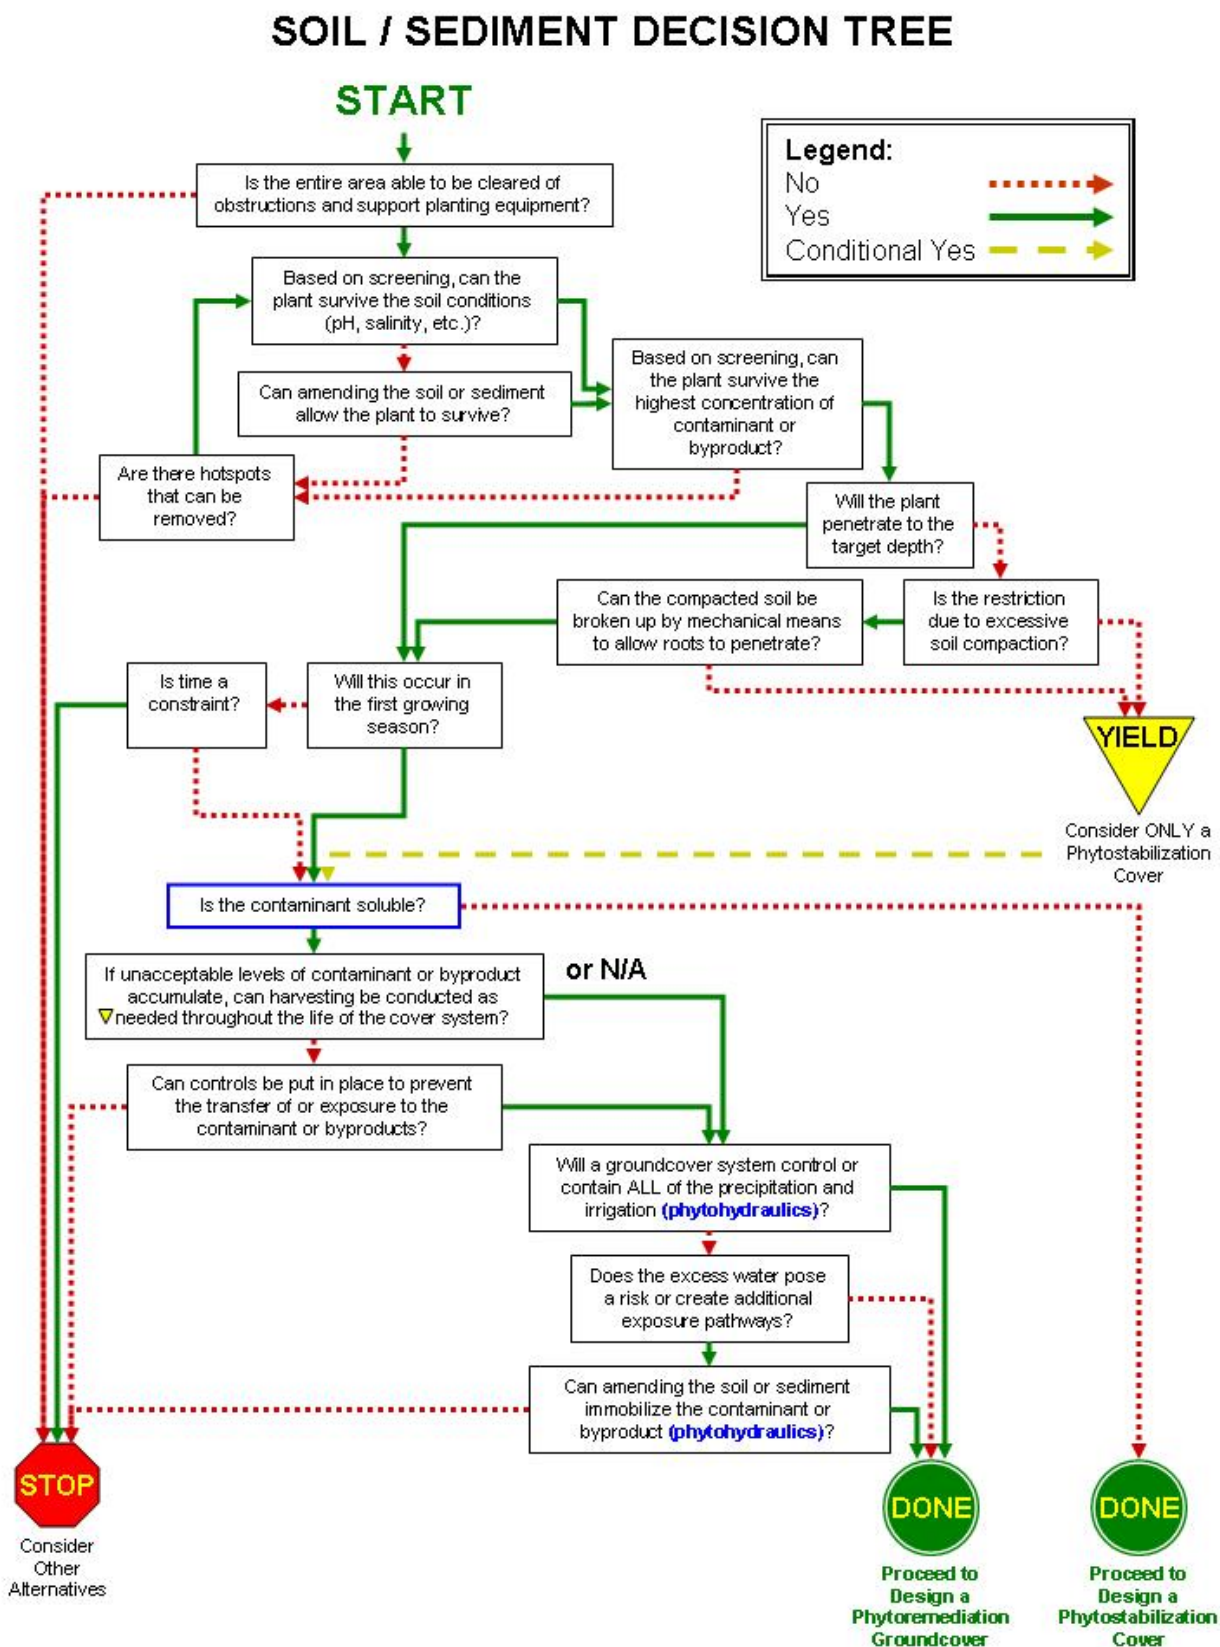 SOIL / SEDIMENT DECISION TREE
START
Legend:
No
Yes
Conditional Yes
Is the entire area able to be cleared of
obstructions and support planting equipment?
Based on screening, can the
plant survive the soil conditions
(pH, salinity, etc.)?
Can amending the soil or sediment
allow the plant to survive?
Based on screening, can
the plant survive the
highest concentration of
contaminant or
byproduct?
Are there hotspots
that can be
removed?
Will the plant
penetrate to the
target depth?
Can the compacted soil be
broken up by mechanical means
to allow roots to penetrate?
Is the restriction
due to excessive
soil compaction?
Is time a
constraint?
Will this occur in
the first growing
season?
YIELD
Consider ONLY a
Phytostabilization
Cover
Is the contaminant soluble?
If unacceptable levels of contaminant or byproduct
accumulate, can harvesting be conducted as
needed throughout the life of the cover system?
or N/A
Can controls be put in place to prevent
the transfer of or exposure to the
contaminant or byproducts?
Will a groundcover system control or
contain ALL of the precipitation and
irrigation (phytohydraulics)?
Does the excess water pose
a risk or create additional
exposure pathways?
Can amending the soil or sediment
immobilize the contaminant or
byproduct (phytohydraulics)?
STOP
Consider
Other
Alternatives
DONE
Proceed to
Design a
Phytoremediation
Groundcover
DONE
Proceed to
Design a
Phytostabilization
Cover